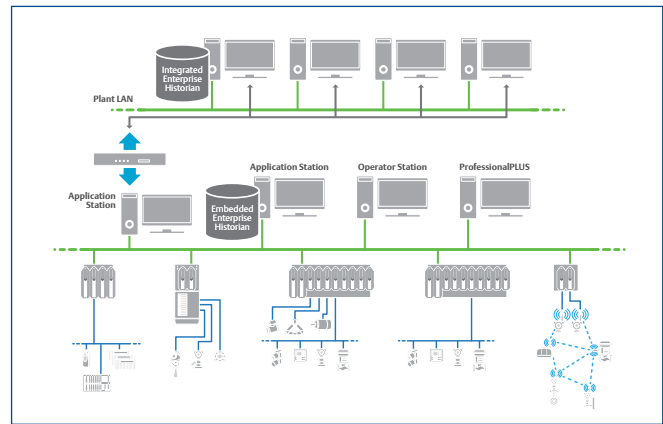 Integrated
Enterprise
Historian
Plant LAN
Application Station
Operator Station
ProfessionalPLUS
Application
Station
Embedded
Enterprise
Historian